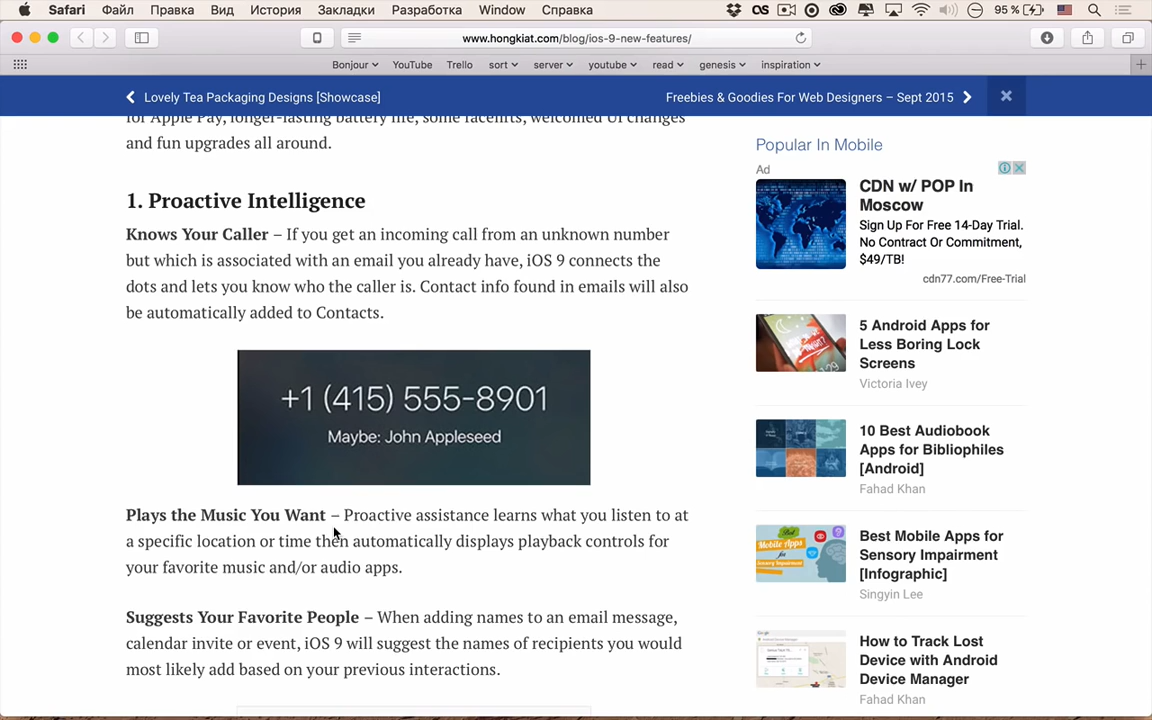 Safari Файл Правка Вид История Закладки Разработка Window Справка 95 %
www.hongkiat.com/blog/ios-9-new-features/
Bonjour YouTube Trello sort server youtube read genesis inspiration
Lovely Tea Packaging Designs [Showcase]
Freebies & Goodies For Web Designers – Sept 2015
for Apple Pay, longer-lasting battery life, some facelifts, welcomed UI changes
and fun upgrades all around.
1. Proactive Intelligence
Knows Your Caller – If you get an incoming call from an unknown number
but which is associated with an email you already have, iOS 9 connects the
dots and lets you know who the caller is. Contact info found in emails will also
be automatically added to Contacts.
+1 (415) 555-8901
Maybe: John Appleseed
Plays the Music You Want – Proactive assistance learns what you listen to at
a specific location or time then automatically displays playback controls for
your favorite music and/or audio apps.
Suggests Your Favorite People – When adding names to an email message,
calendar invite or event, iOS 9 will suggest the names of recipients you would
most likely add based on your previous interactions.
Popular In Mobile
Ad
CDN w/ POP In
Moscow
Sign Up For Free 14-Day Trial.
No Contract Or Commitment,
$49/TB!
cdn77.com/Free-Trial
5 Android Apps for
Less Boring Lock
Screens
Victoria Ivey
10 Best Audiobook
Apps for Bibliophiles
[Android]
Fahad Khan
Best Mobile Apps for
Sensory Impairment
[Infographic]
Singyin Lee
How to Track Lost
Device with Android
Device Manager
Fahad Khan